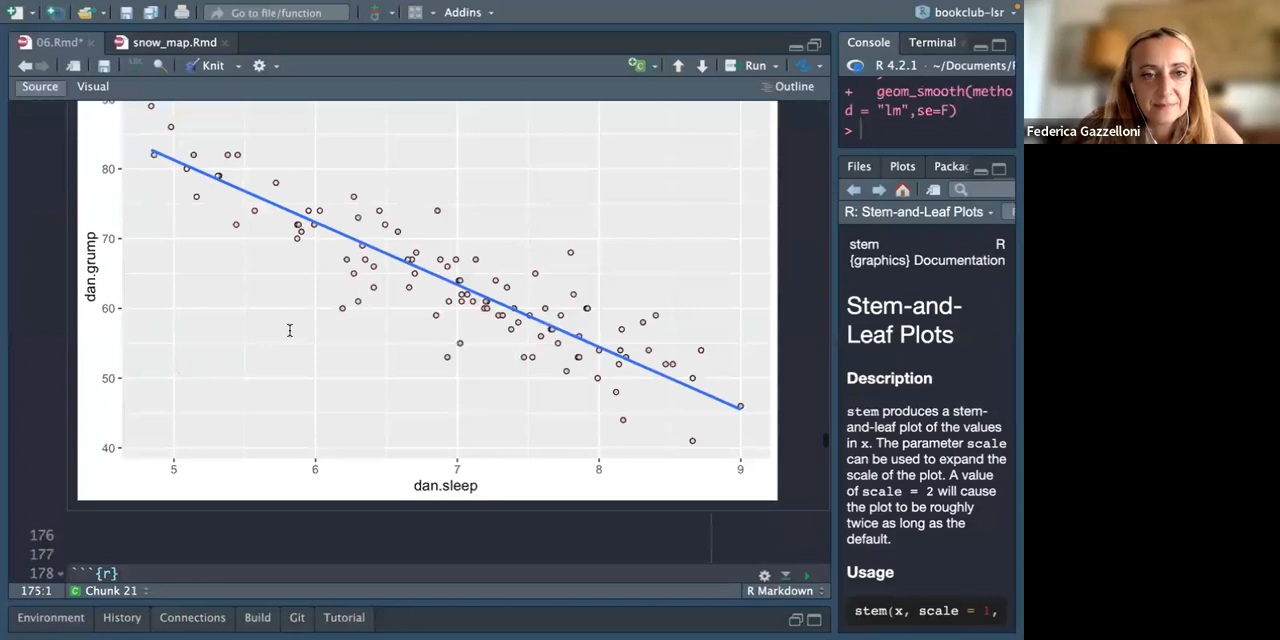 Go to file/function
Addins
bookclub-lsr
06.Rmd*
snow_map.Rmd
ABC
Knit
Run
Source
Visual
Outline
80
70
60
50
40
dan.grump
5
6
7
8
9
dan.sleep
176
177
178
```{r}
175:1
Chunk 21
R Markdown
Environment
History
Connections
Build
Git
Tutorial
Console
Terminal
R 4.2.1 · ~/Documents/
+ geom_smooth(metho
d = "lm",se=F)
>
Files
Plots
R: Stem-and-Leaf Plots
stem
R
{graphics} Documentation
Stem-and-
Leaf Plots
Description
stem produces a stem-
and-leaf plot of the values
in x. The parameter scale
can be used to expand the
scale of the plot. A value
of scale = 2 will cause
the plot to be roughly
twice as long as the
default.
Usage
stem(x, scale = 1,
Federica Gazzelloni